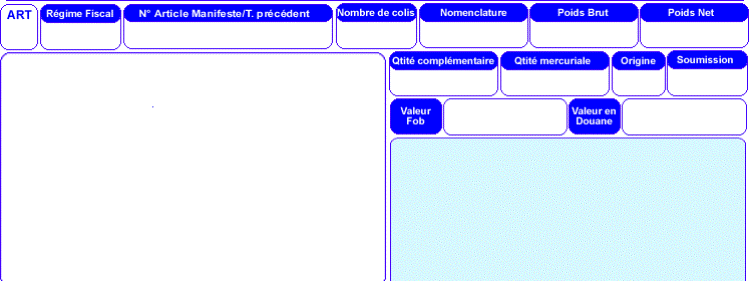 ART
Régime Fiscal
N° Article Manifeste/T. précédent
Nombre de colis
Nomenclature
Poids Brut
Poids Net
Qtité complémentaire
Qtité mercuriale
Origine
Soumission
Valeur
Fob
Valeur en
Douane